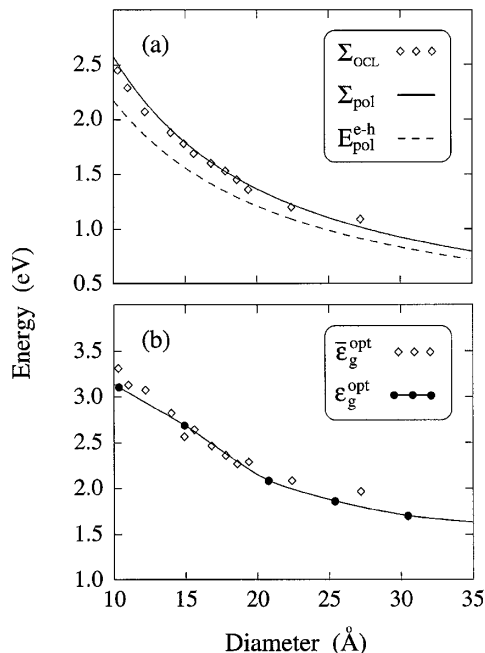 (a)
Σ_OCL
Σ_pol
E_pol^e-h
2.5
2.0
1.5
1.0
0.5
Energy (eV)
(b)
ε̅_g^opt
ε_g^opt
3.5
3.0
2.5
2.0
1.5
1.0
10 15 20 25 30 35
Diameter (Å)